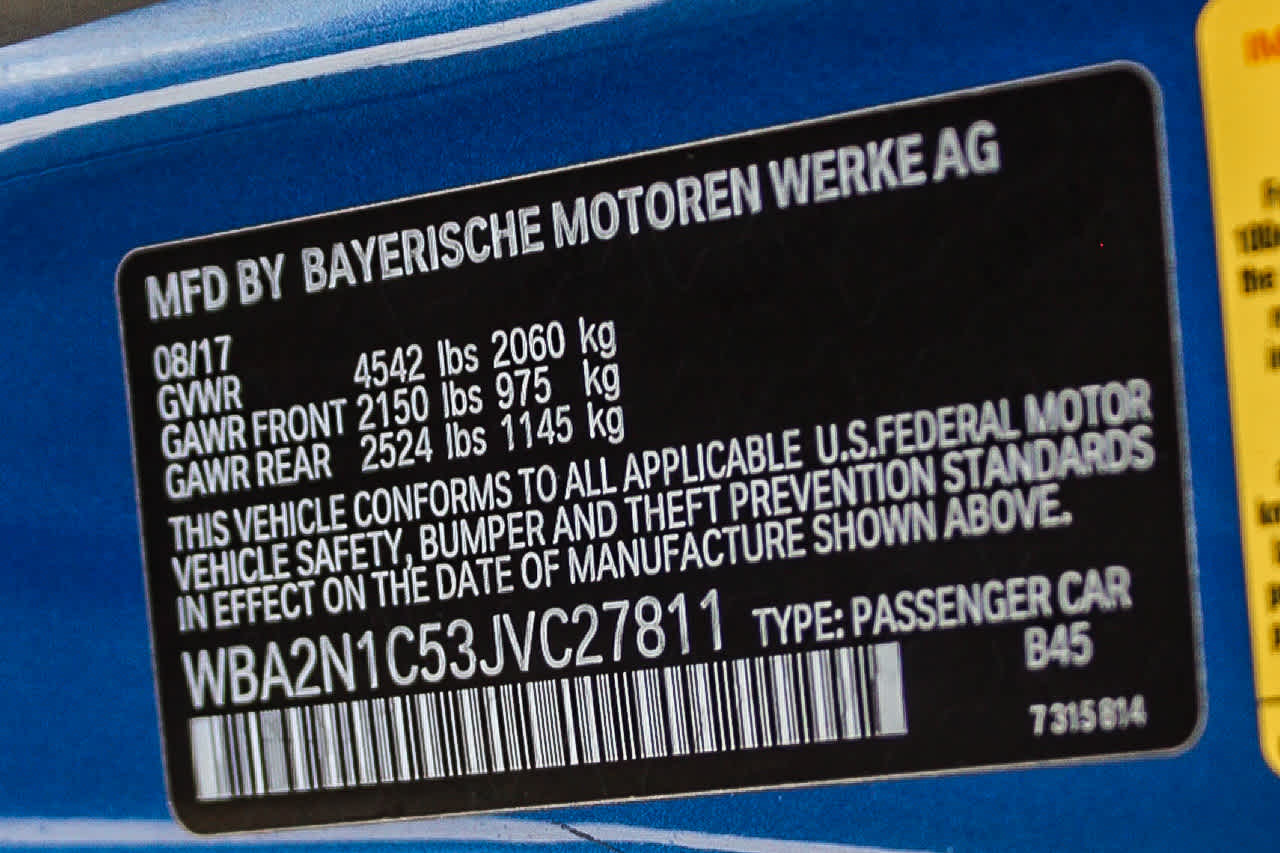 MFD BY BAYERISCHE MOTOREN WERKE AG
08/17
GVWR 4542 lbs 2060 kg
GAWR FRONT 2150 lbs 975 kg
GAWR REAR 2524 lbs 1145 kg
THIS VEHICLE CONFORMS TO ALL APPLICABLE U.S.FEDERAL MOTOR
VEHICLE SAFETY, BUMPER AND THEFT PREVENTION STANDARDS
IN EFFECT ON THE DATE OF MANUFACTURE SHOWN ABOVE.
WBA2N1C53JVC27811 TYPE: PASSENGER CAR
B45
7315814
the